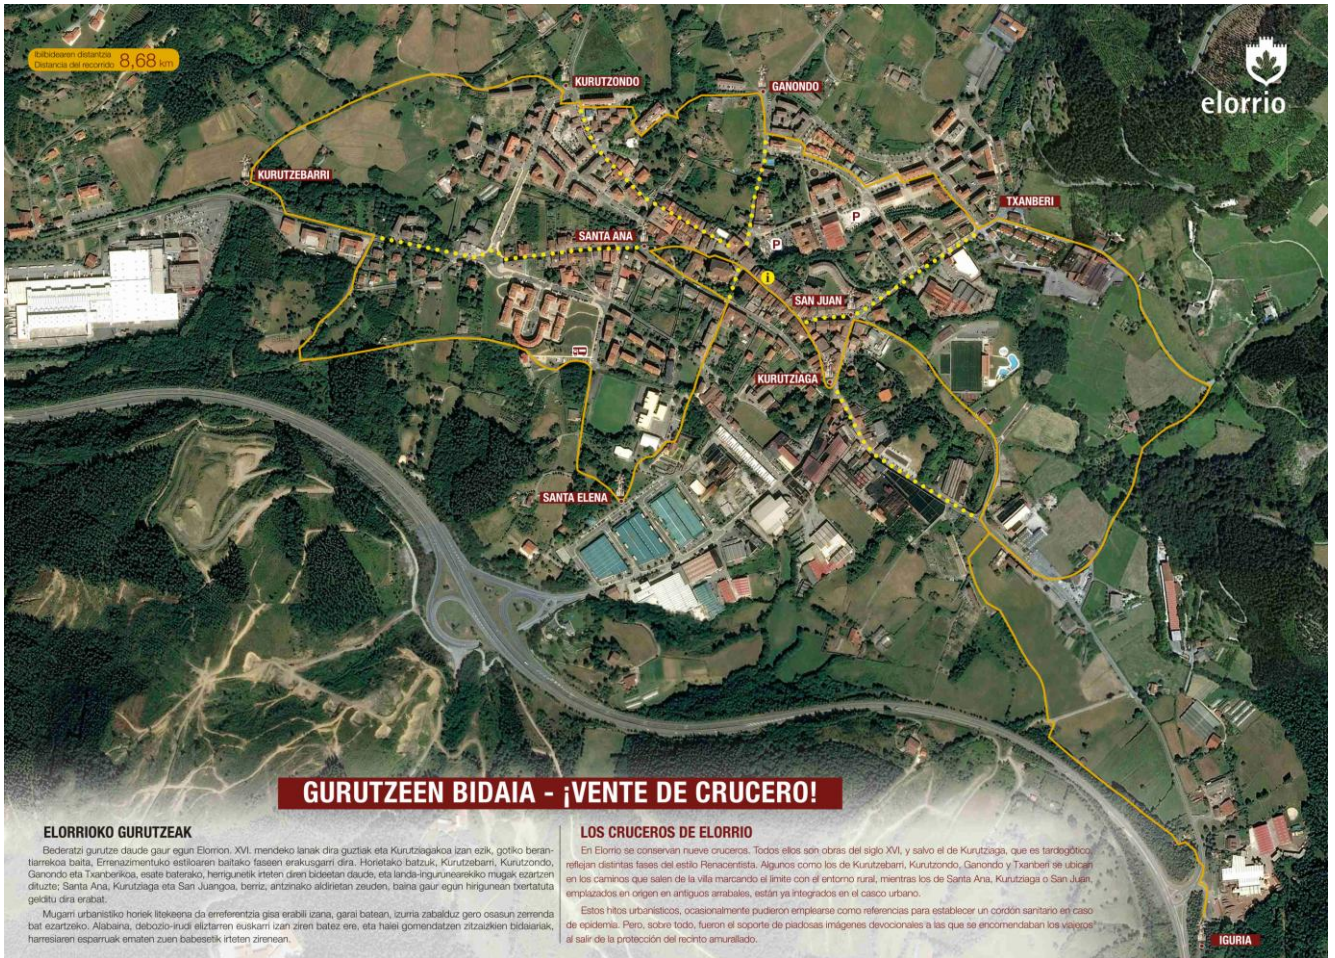 Ibilbidearen distantzia
Distancia del recorrido 8,68 km
elorrio
KURUTZONDO
GANONDO
KURUTZEBARRI
TXANBERI
P
SANTA ANA
P
i
SAN JUAN
KURUTZIAGA
SANTA ELENA
GURUTZEEN BIDAIA - ¡VENTE DE CRUCERO!
ELORRIOKO GURUTZEAK
Bederatzi gurutze daude gaur egun Elorrion. XVI. mendeko lanak dira guztiak eta Kurutziagakoa izan ezik, gotiko beran-
tiarrekoa baita, Errenazimentuko estiloaren baitako faseen erakusgarri dira. Horietako batzuk, Kurutzebarri, Kurutzondo,
Ganondo eta Txanberikoa, esate baterako, herrigunetik irteten diren bideetan daude, eta landa-ingurunearekiko mugak ezartzen
dituzte; Santa Ana, Kurutziaga eta San Juangoa, berriz, antzinako aldirietan zeuden, baina gaur egun hirigunean txertatuta
geldirtu dira erabat.
Mugarri urbanistiko horiek litekeena da erreferentzia gisa erabili izana, garai batean, izurria zabalduz gero osasun zerrenda
bat ezartzeko. Alabaina, debozio-irudi eliztarren euskarri izan ziren batez ere, eta haiei gomendatzen zitzaizkien bidaiariak,
harresiaren esparruak ematen zuen babesetik irteten zirenean.
LOS CRUCEROS DE ELORRIO
En Elorrio se conservan nueve cruceros. Todos ellos son obras del siglo XVI, y salvo el de Kurutziaga, que es tardogótico,
reflejan distintas fases del estilo Renacentista. Algunos como los de Kurutzebarri, Kurutzondo, Ganondo y Txanberi se ubican
en los caminos que salen de la villa marcando el límite con el entorno rural, mientras los de Santa Ana, Kurutziaga o San Juan,
emplazados en origen en antiguos arrabales, están ya integrados en el casco urbano.
Estos hitos urbanísticos, ocasionalmente pudieron emplearse como referencias para establecer un cordón sanitario en caso
de epidemia. Pero, sobre todo, fueron el soporte de piadosas imágenes devocionales a las que se encomendaban los viajeros
al salir de la protección del recinto amurallado.
IGURIA